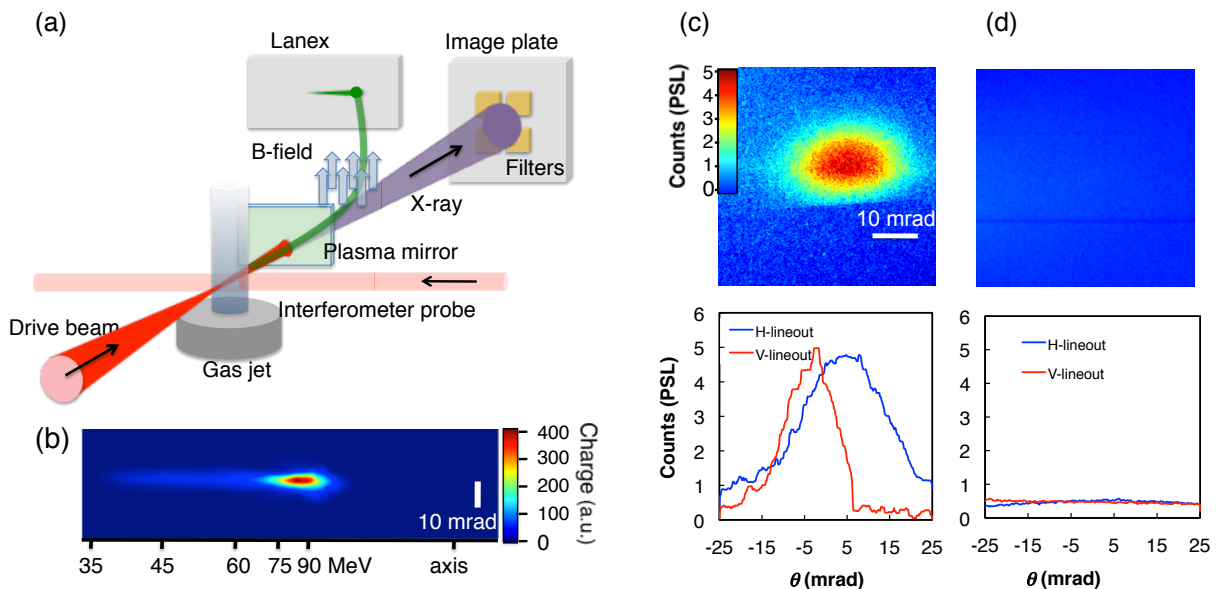 (a)
Lanex
Image plate
B-field
Filters
X-ray
Plasma mirror
Interferometer probe
Drive beam
Gas jet
(b)
400
300
200
100
0
Charge (a.u.)
10 mrad
35 45 60 75 90 MeV axis
(c)
5
4
3
2
1
0
Counts (PSL)
10 mrad
6
5
4
3
2
1
0
Counts (PSL)
H-lineout
V-lineout
-25 -15 -5 5 15 25
θ (mrad)
(d)
6
5
4
3
2
1
0
H-lineout
V-lineout
-25 -15 -5 5 15 25
θ (mrad)